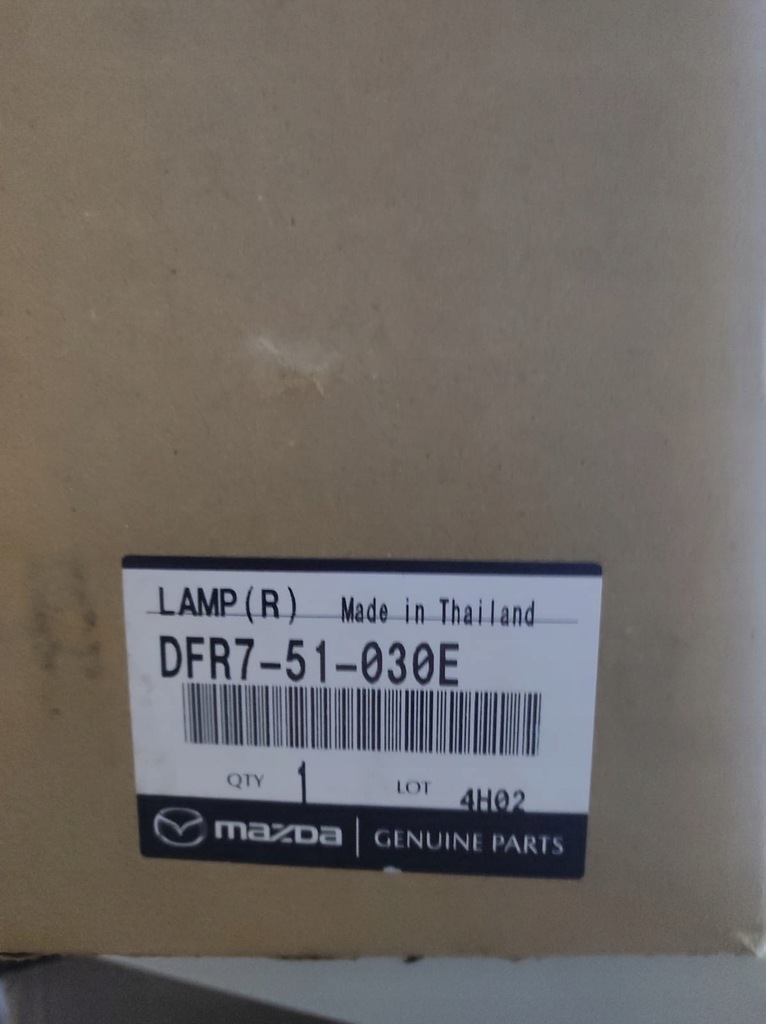 LAMP(R) Made in Thailand
DFR7-51-030E
QTY 1 LOT 4H02
mazda | GENUINE PARTS